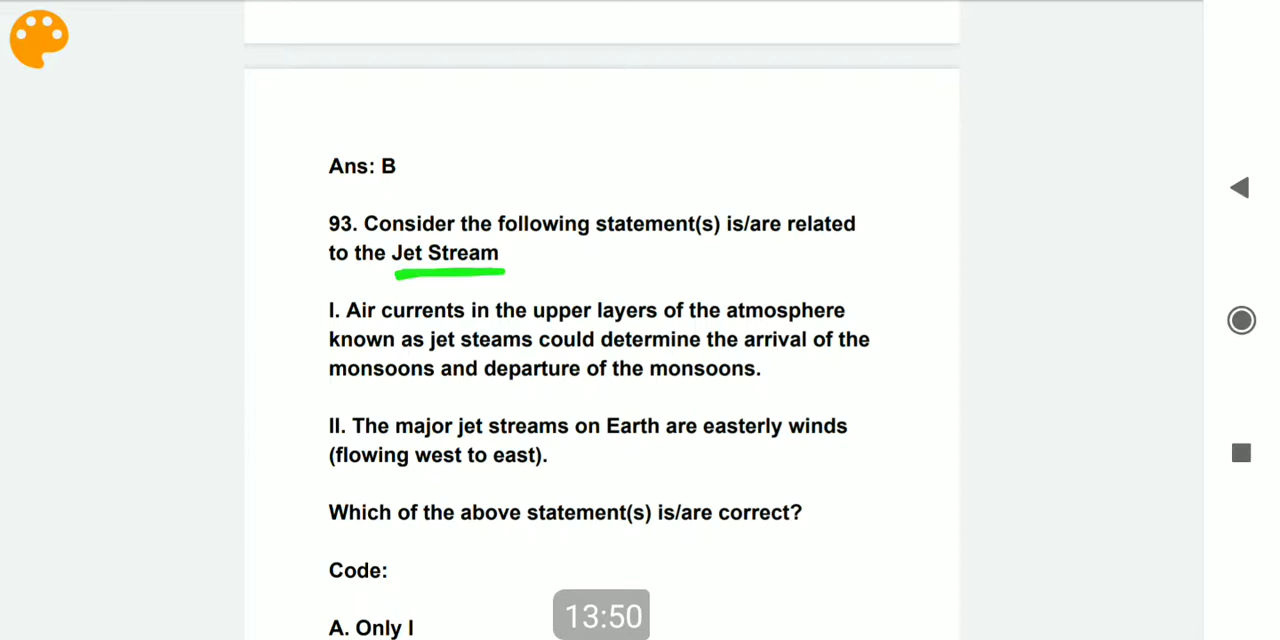 Ans: B
93. Consider the following statement(s) is/are related
to the Jet Stream
I. Air currents in the upper layers of the atmosphere
known as jet steams could determine the arrival of the
monsoons and departure of the monsoons.
II. The major jet streams on Earth are easterly winds
(flowing west to east).
Which of the above statement(s) is/are correct?
Code:
A. Only I
13:50